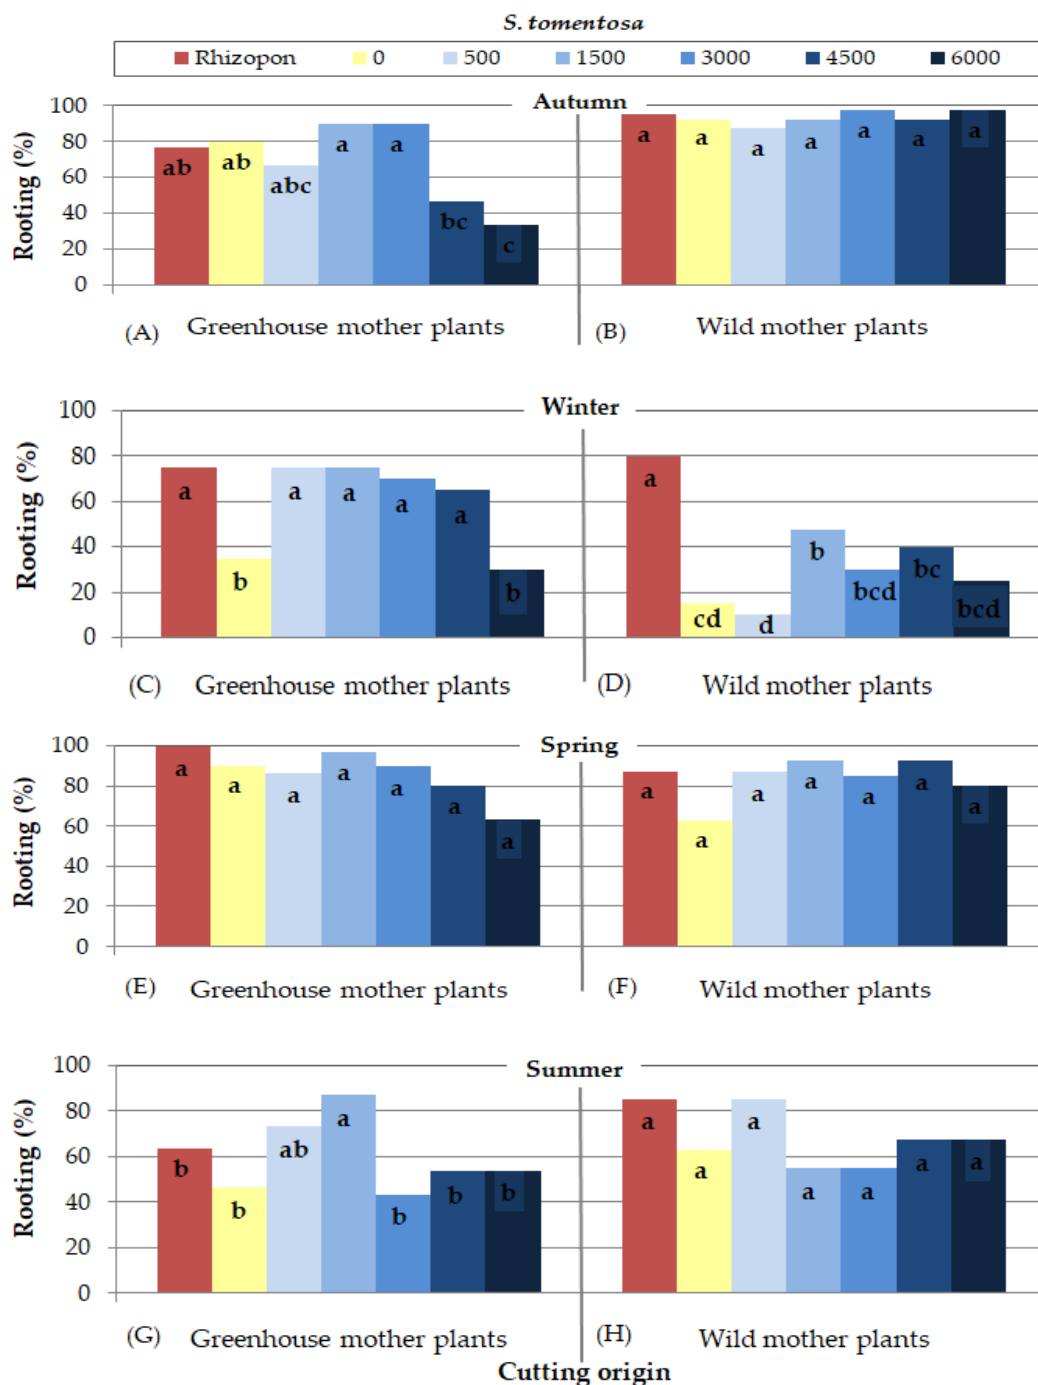 S. tomentosa
Rhizopon 0 500 1500 3000 4500 6000
Autumn
Rooting (%)
100
80
60
40
20
0
ab ab abc a a bc c
a a a a a a a
(A) Greenhouse mother plants (B) Wild mother plants
Winter
Rooting (%)
100
80
60
40
20
0
a b a a a a b
a cd d b bcd bc bcd
(C) Greenhouse mother plants (D) Wild mother plants
Spring
Rooting (%)
100
80
60
40
20
0
a a a a a a a
a a a a a a a
(E) Greenhouse mother plants (F) Wild mother plants
Summer
Rooting (%)
100
80
60
40
20
0
b b ab a b b b
a a a a a a a
(G) Greenhouse mother plants (H) Wild mother plants
Cutting origin